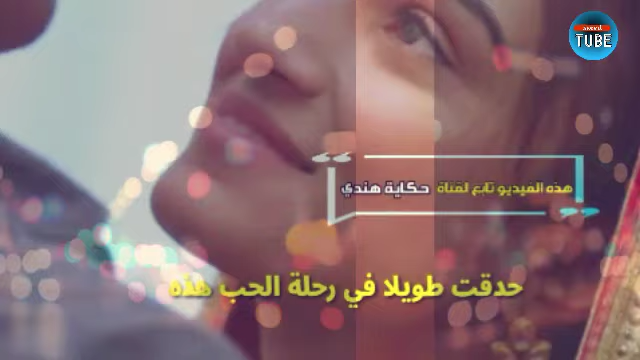 TUBE
هذه الفيديو تابع لقناة حكاية هندي
حدقت طويلا في رحلة الحب هذه